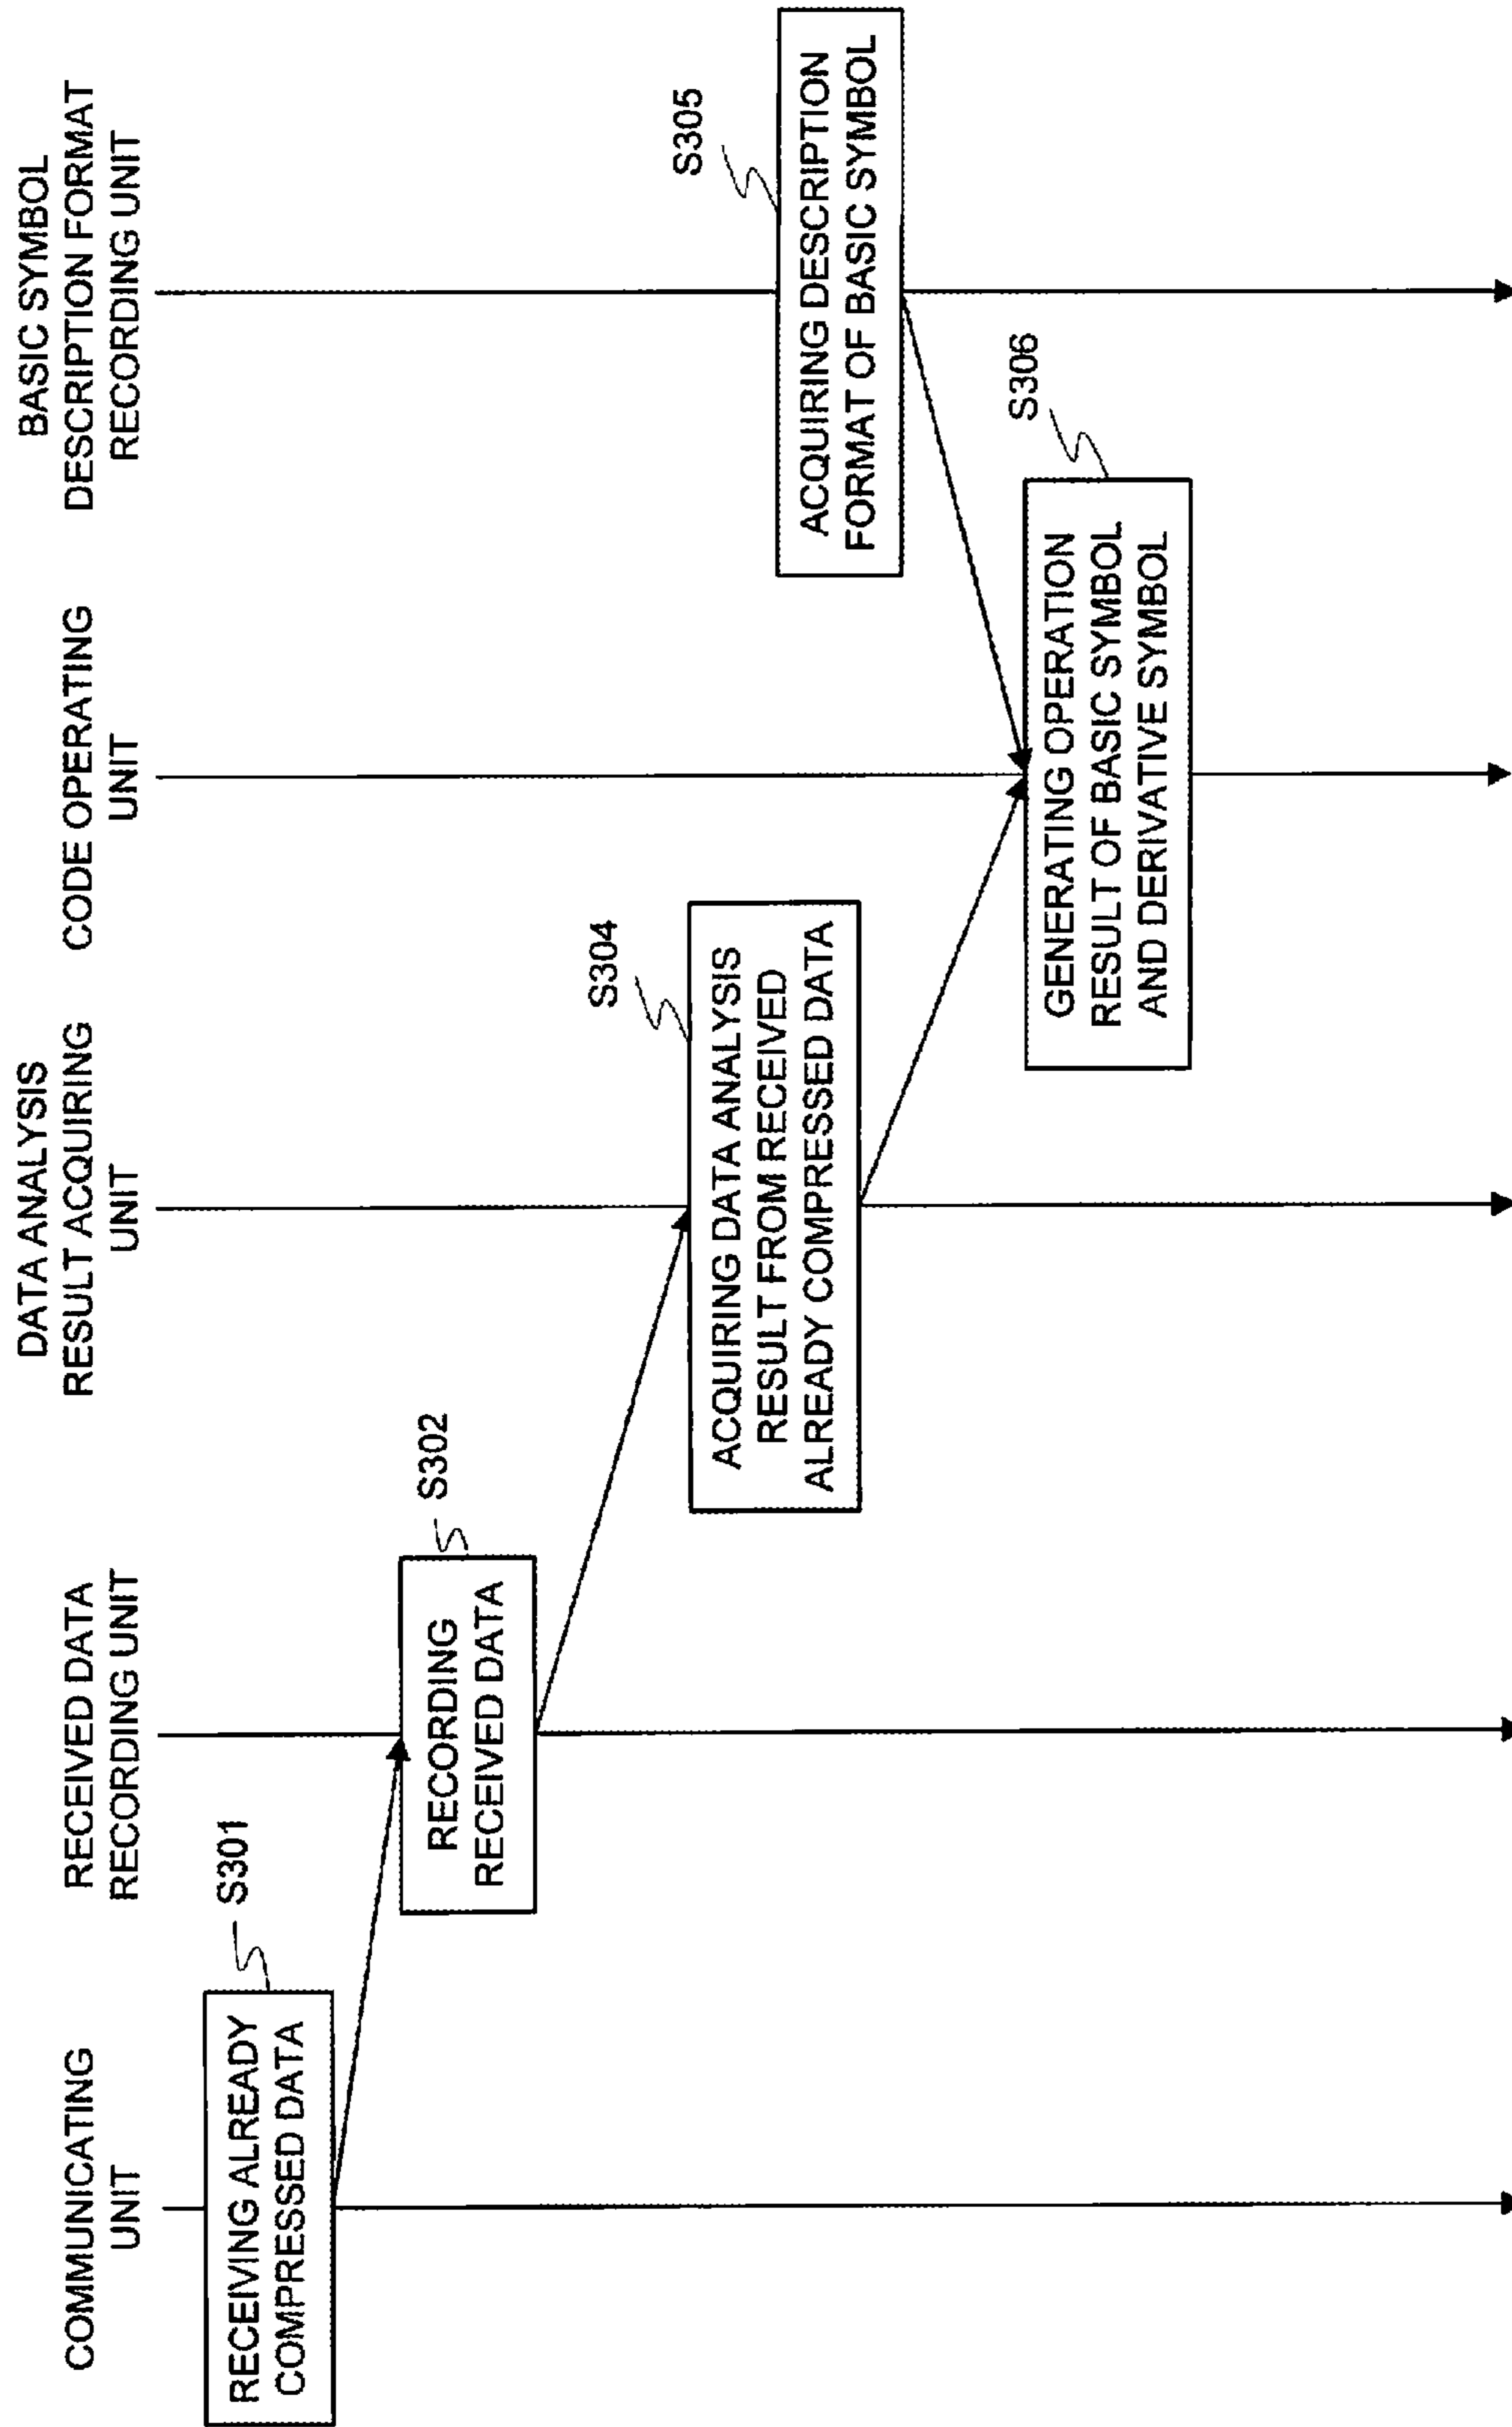 COMMUNICATING
UNIT
RECEIVED DATA
RECORDING UNIT
DATA ANALYSIS
RESULT ACQUIRING
UNIT
CODE OPERATING
UNIT
BASIC SYMBOL
DESCRIPTION FORMAT
RECORDING UNIT
S301
RECEIVING ALREADY
COMPRESSED DATA
S302
RECORDING
RECEIVED DATA
S304
ACQUIRING DATA ANALYSIS
RESULT FROM RECEIVED
ALREADY COMPRESSED DATA
S305
ACQUIRING DESCRIPTION
FORMAT OF BASIC SYMBOL
S306
GENERATING OPERATION
RESULT OF BASIC SYMBOL
AND DERIVATIVE SYMBOL